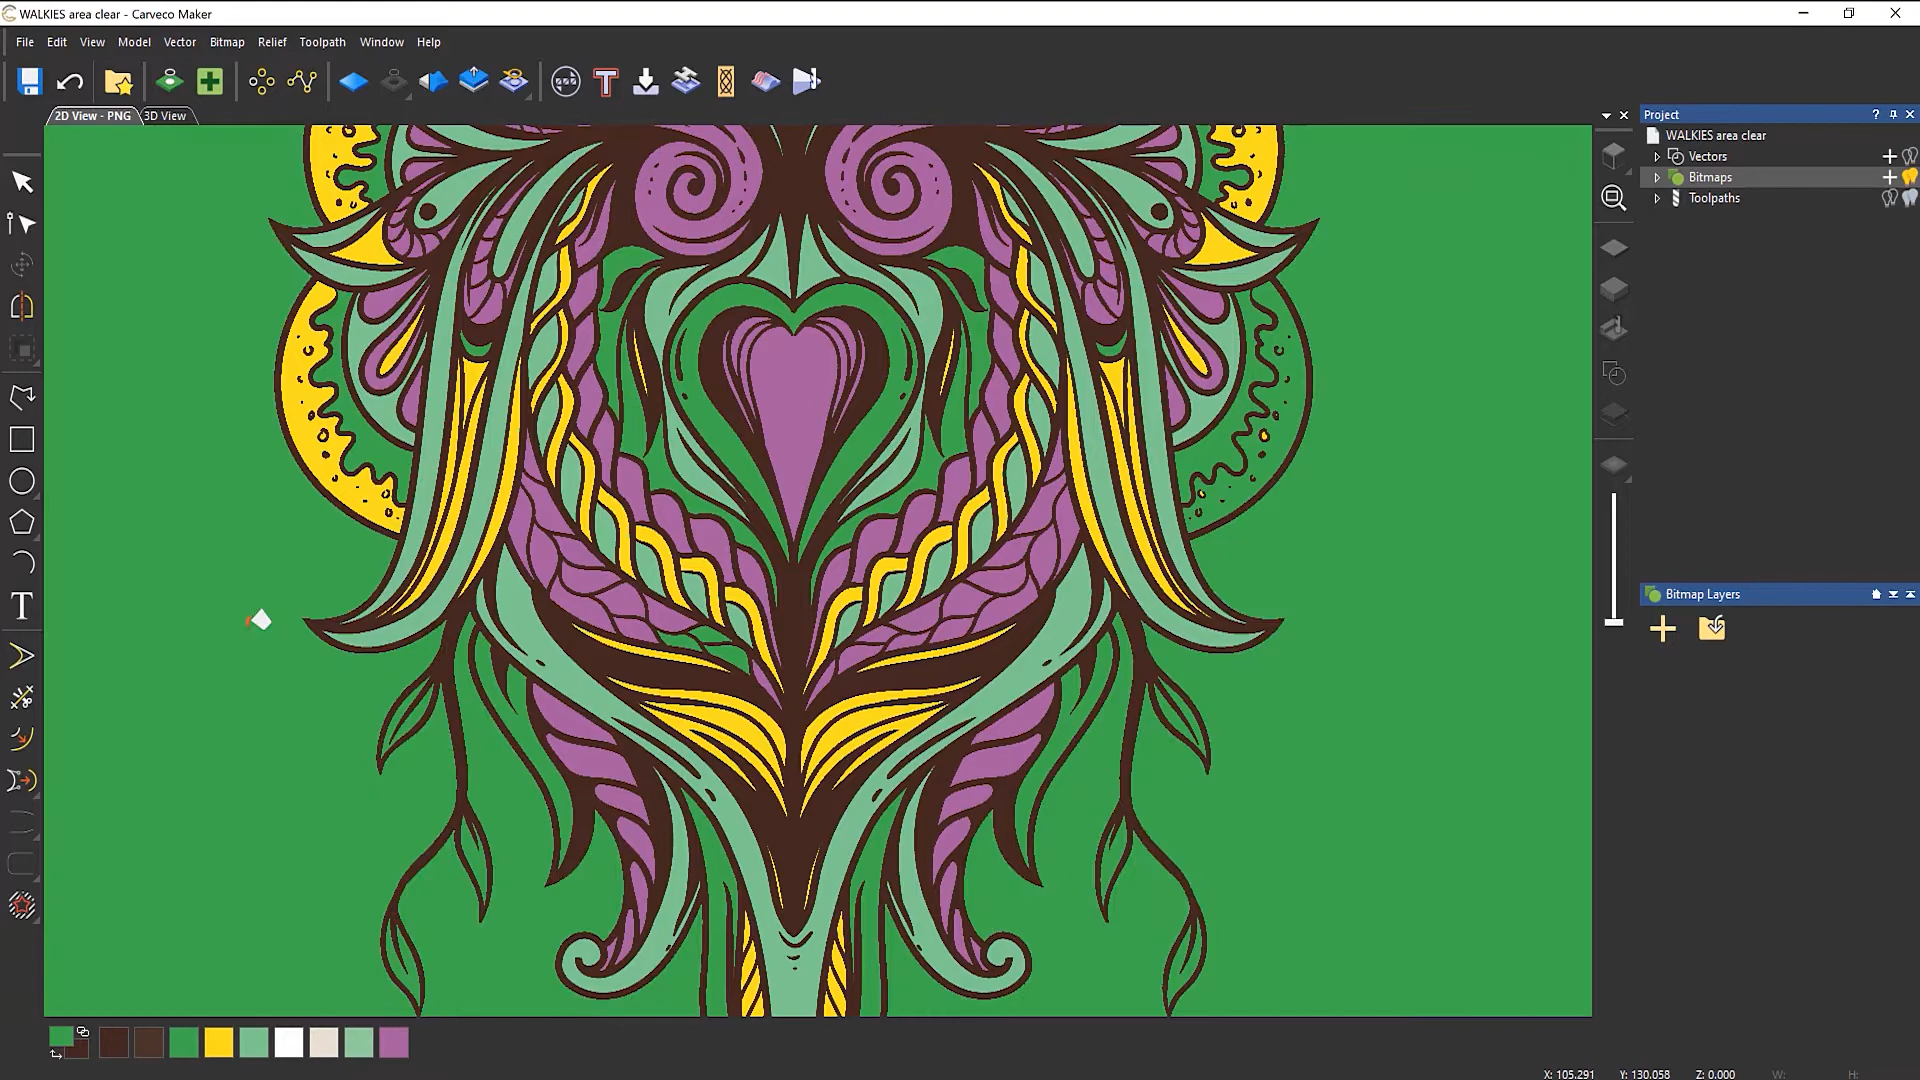 WALKIES area clear - Carveco Maker
File Edit View Model Vector Bitmap Relief Toolpath Window Help
2D View - PNG 3D View
Project
WALKIES area clear
Vectors
Bitmaps
Toolpaths
Bitmap Layers
X: 105.291 Y: 130.058 Z: 0.000 W: H: